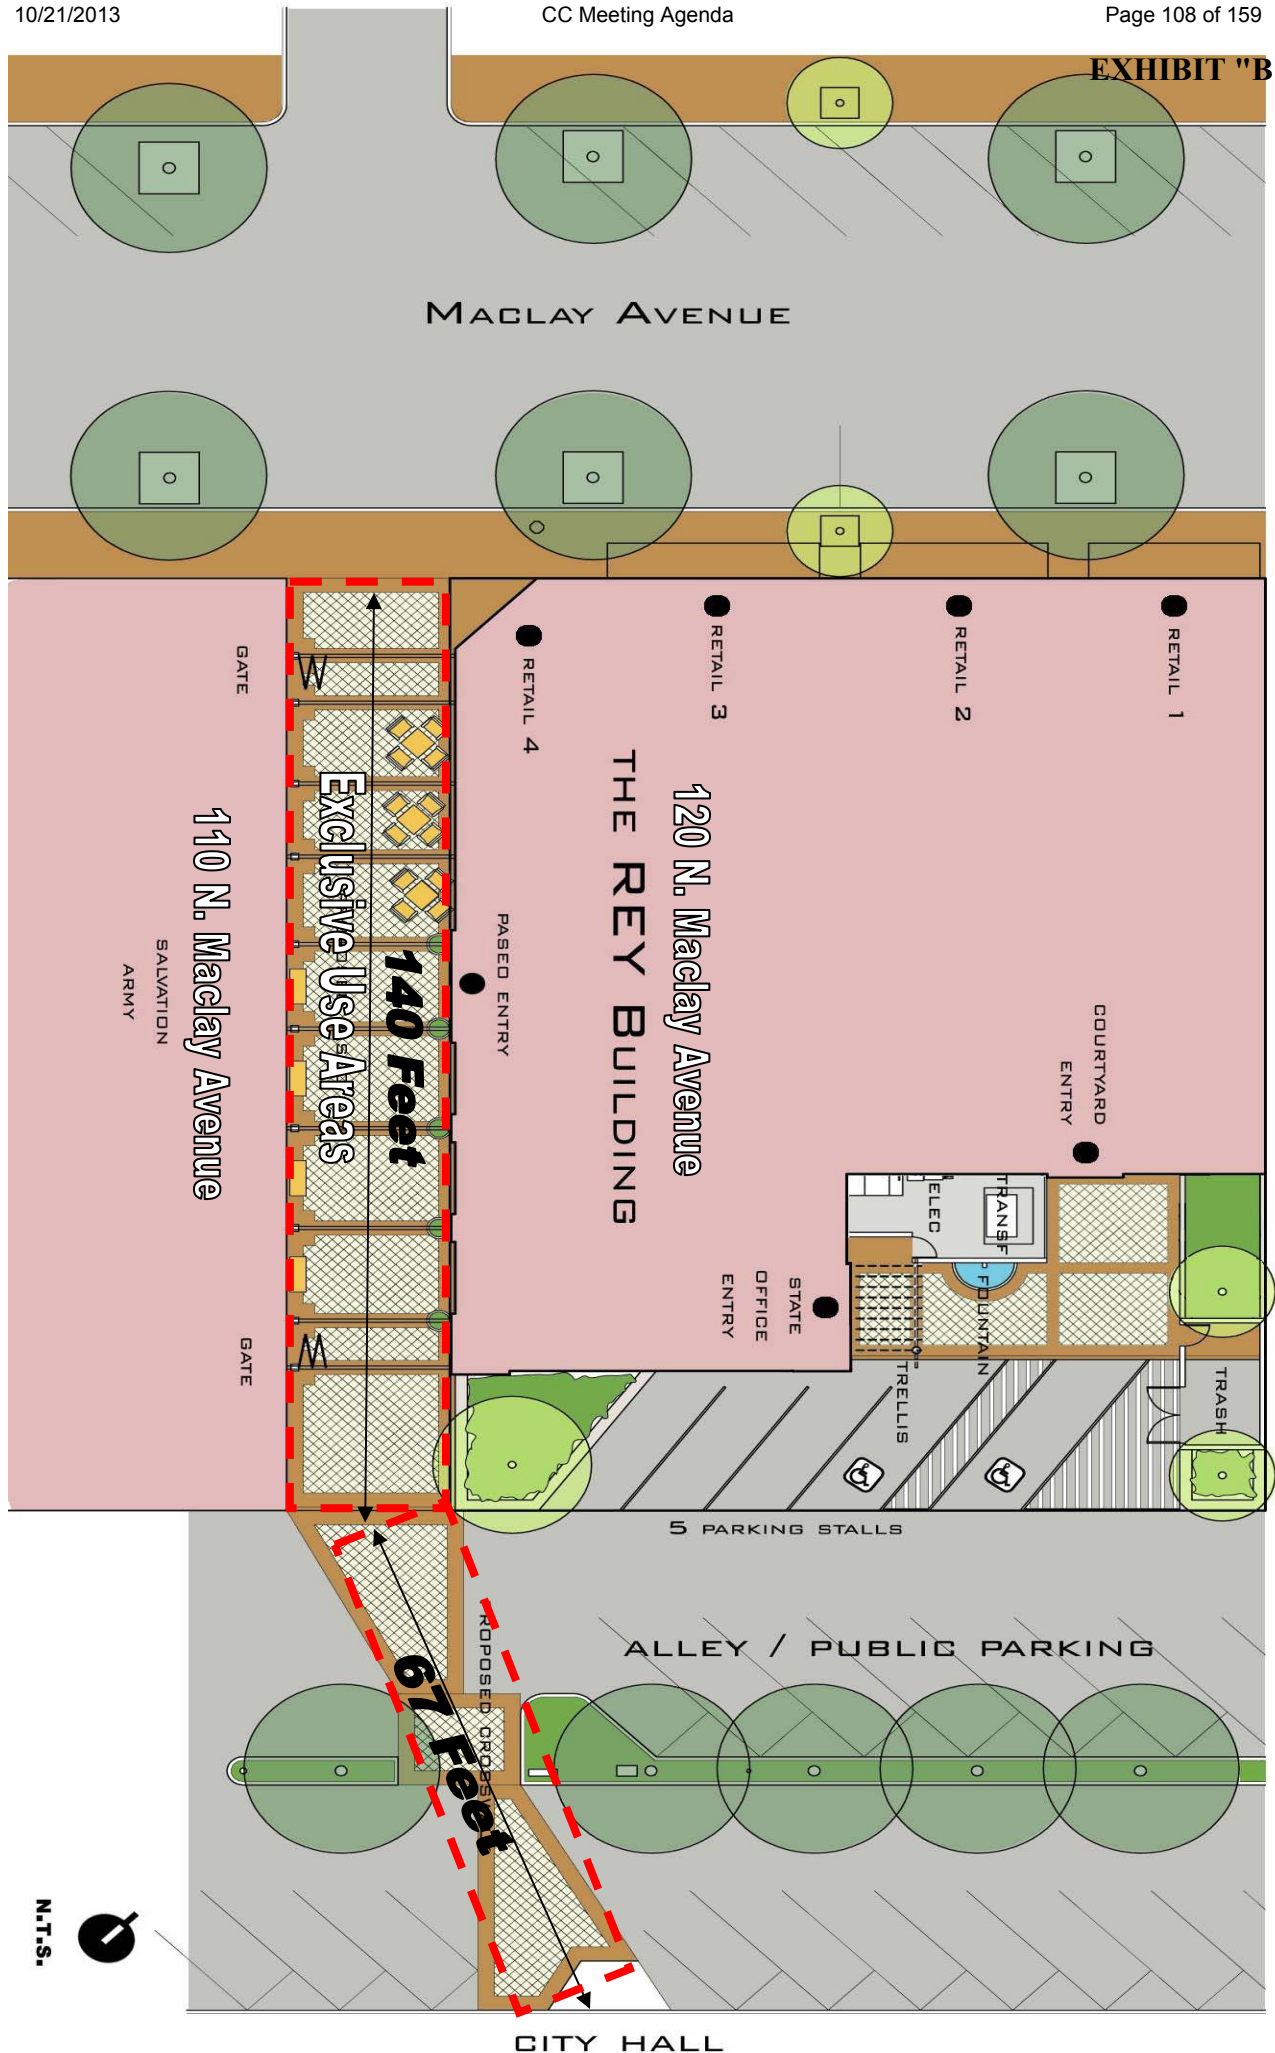 10/21/2013
CC Meeting Agenda
Page 108 of 159
EXHIBIT "B
MACLAY AVENUE
RETAIL 4
RETAIL 3
RETAIL 2
RETAIL 1
GATE
110 N. Maclay Avenue
SALVATION
ARMY
Exclusive Use Areas
140 Feet
PASEO ENTRY
THE REY BUILDING
120 N. Maclay Avenue
COURTYARD
ENTRY
ELEC
TRANSF
FOUNTAIN
TRELLIS
STATE
OFFICE
ENTRY
TRASH
GATE
5 PARKING STALLS
ALLEY / PUBLIC PARKING
ROPOSED CROSSW
67 Feet
N.T.S.
CITY HALL